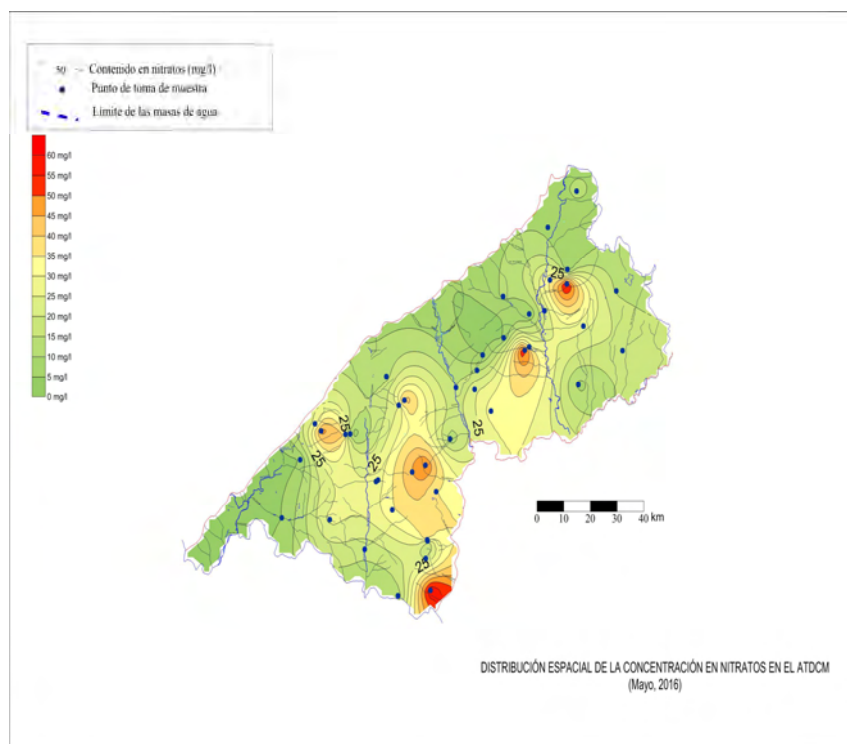 50 Contenido en nitratos (mg/l)
Punto de toma de muestra
Límite de las masas de água
60 mg/l
55 mg/l
50 mg/l
45 mg/l
40 mg/l
35 mg/l
30 mg/l
25 mg/l
20 mg/l
15 mg/l
10 mg/l
5 mg/l
0 mg/l
25
25
25
25
25
25
0 10 20 30 40 km
DISTRIBUCIÓN ESPACIAL DE LA CONCENTRACIÓN EN NITRATOS EN EL ATDCM
(Mayo, 2016)